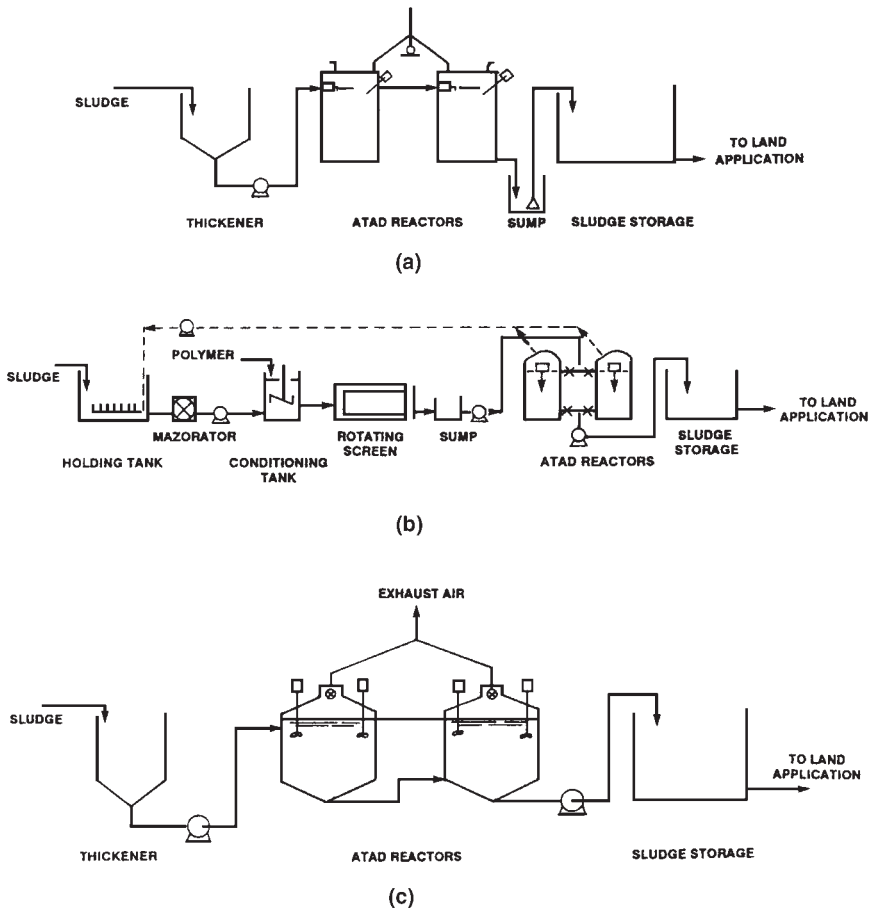 SLUDGE
TO LAND
APPLICATION
THICKENER
ATAD REACTORS
SUMP
SLUDGE STORAGE
(a)
POLYMER
SLUDGE
MAZORATOR
ROTATING
SCREEN
SUMP
TO LAND
APPLICATION
HOLDING TANK
CONDITIONING
TANK
ATAD REACTORS
SLUDGE
STORAGE
(b)
EXHAUST AIR
SLUDGE
TO LAND
APPLICATION
THICKENER
ATAD REACTORS
SLUDGE STORAGE
(c)